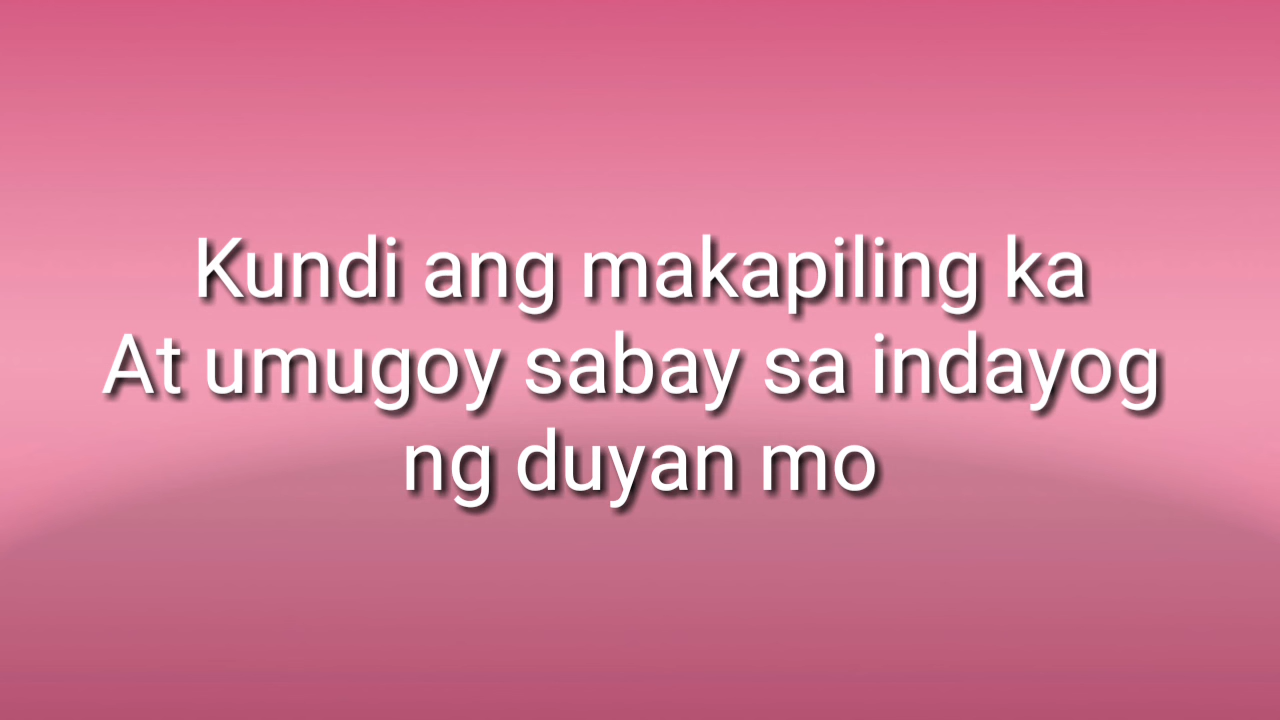 Kundi ang makapiling ka
At umugoy sabay sa indayog
ng duyan mo